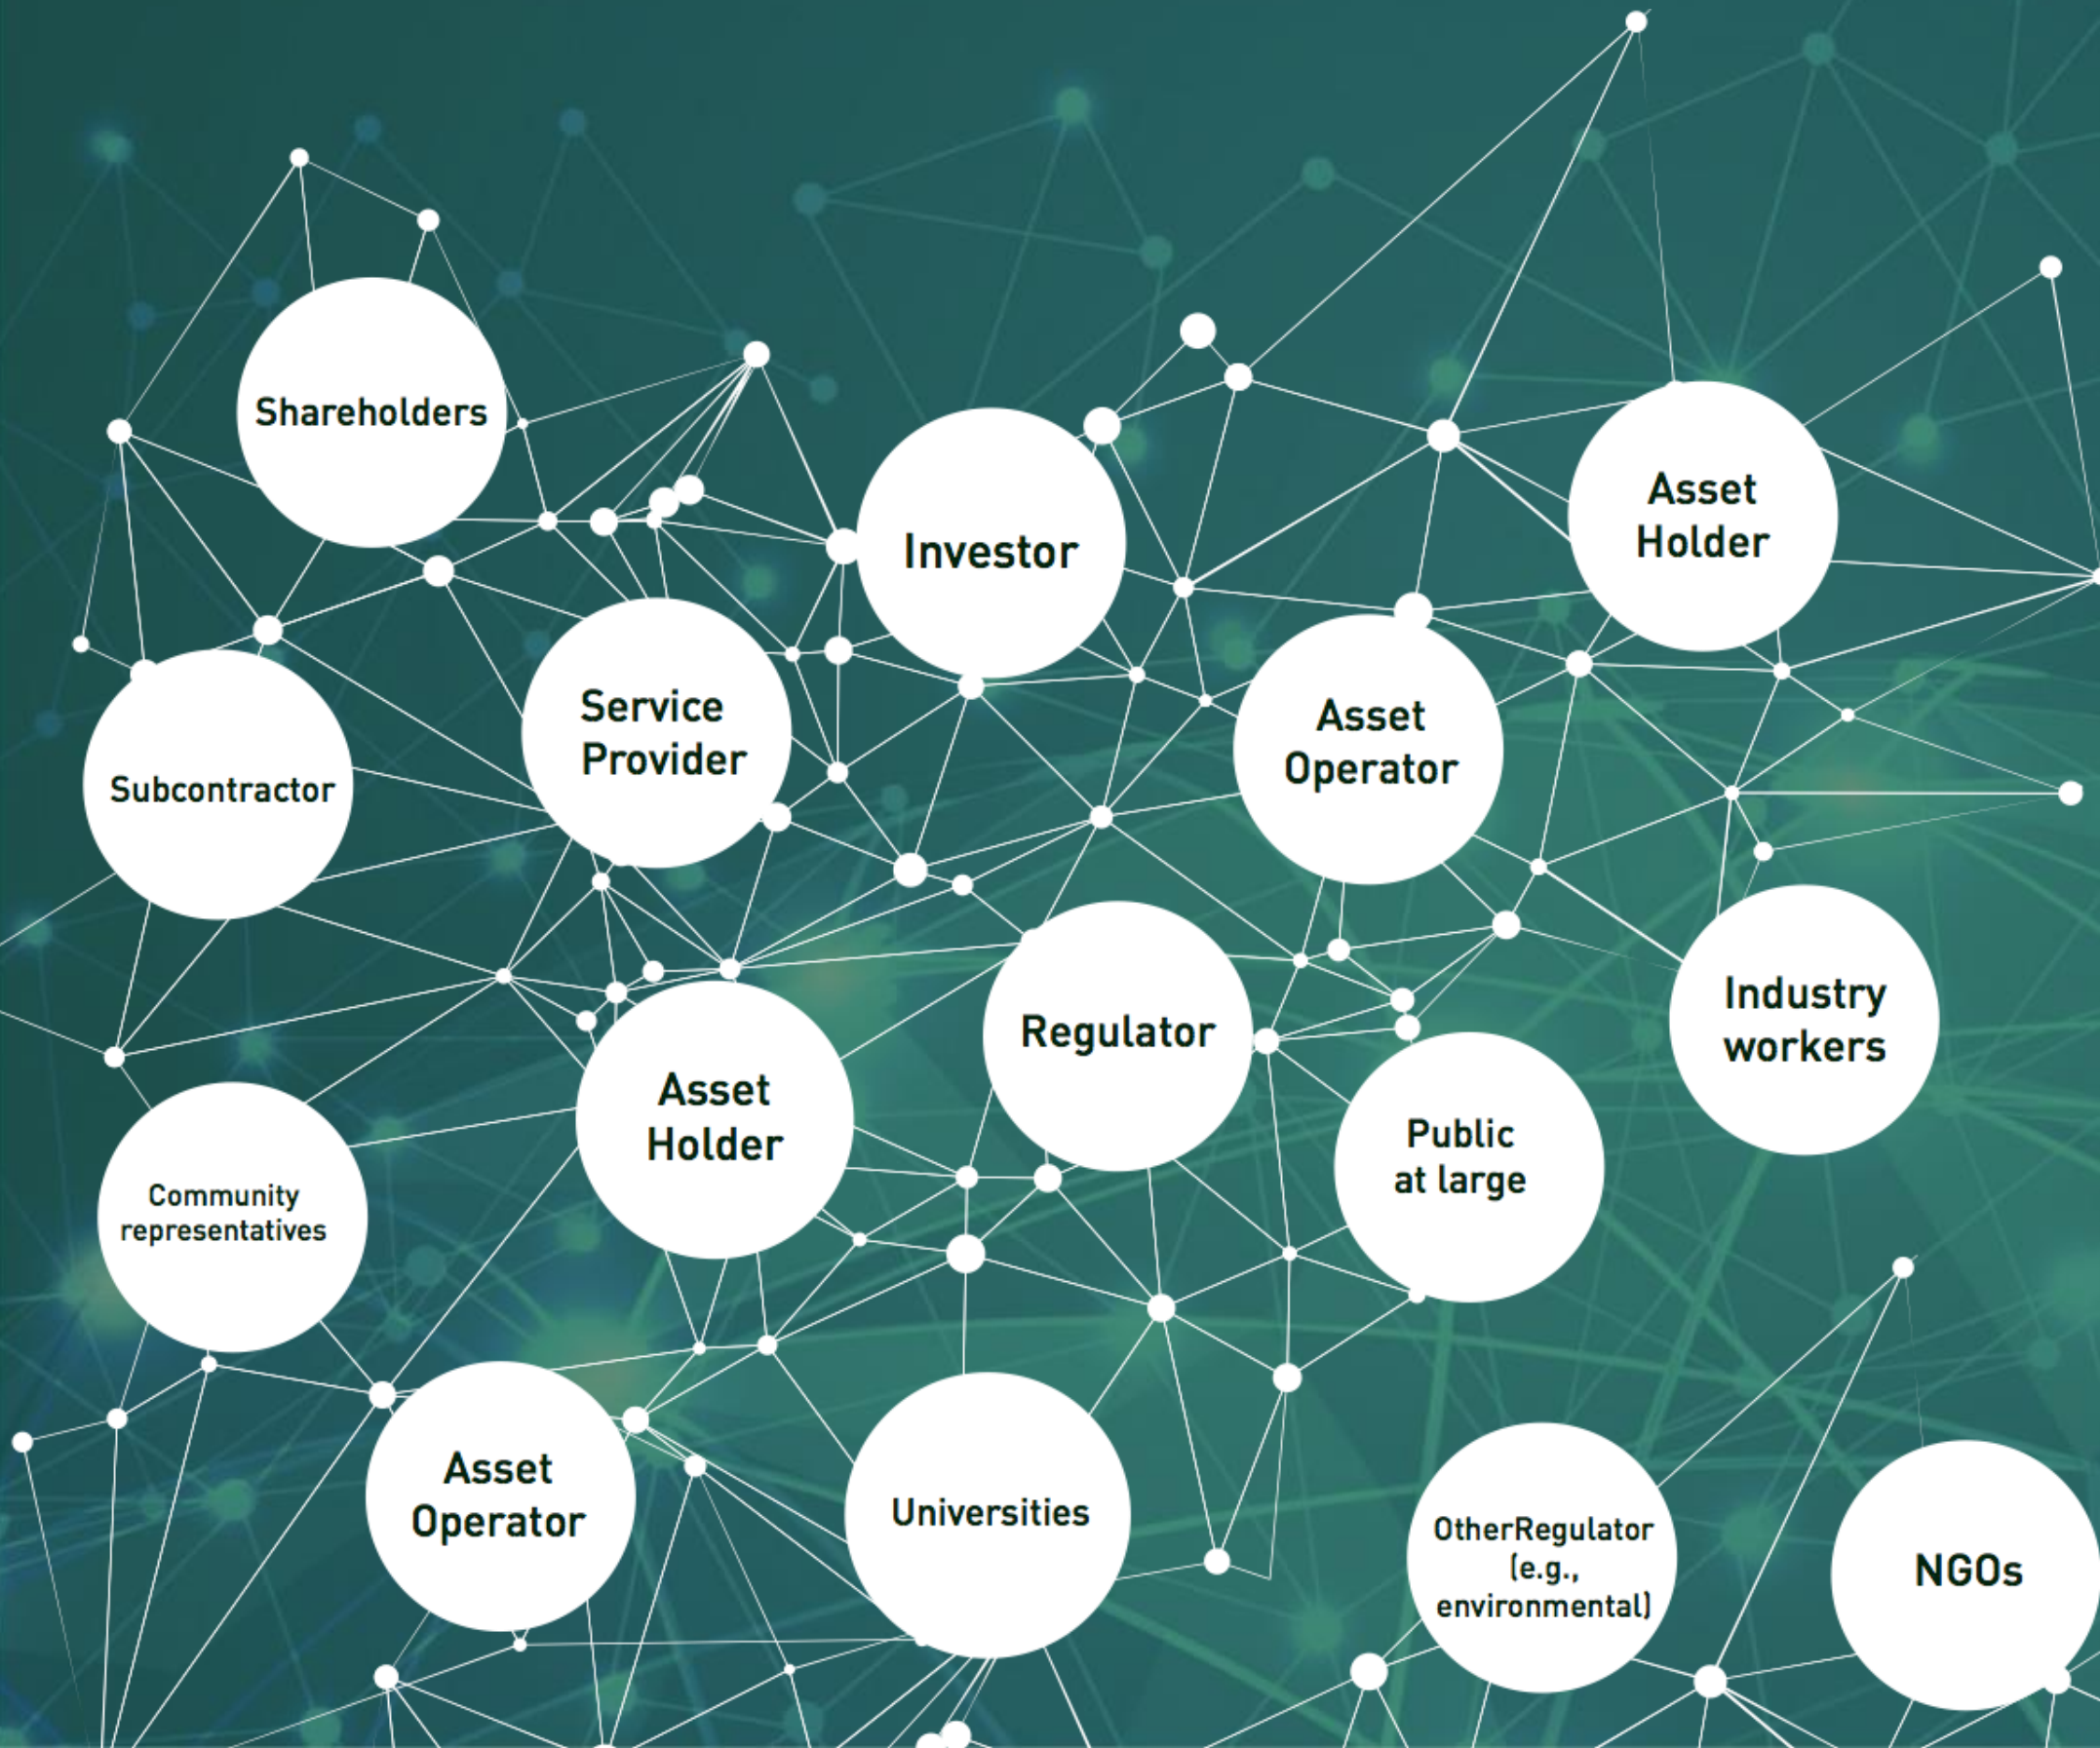 Shareholders
Investor
Asset
Holder
Service
Provider
Asset
Operator
Subcontractor
Regulator
Industry
workers
Asset
Holder
Public
at large
Community
representatives
Asset
Operator
Universities
OtherRegulator
(e.g.,
environmental)
NGOs